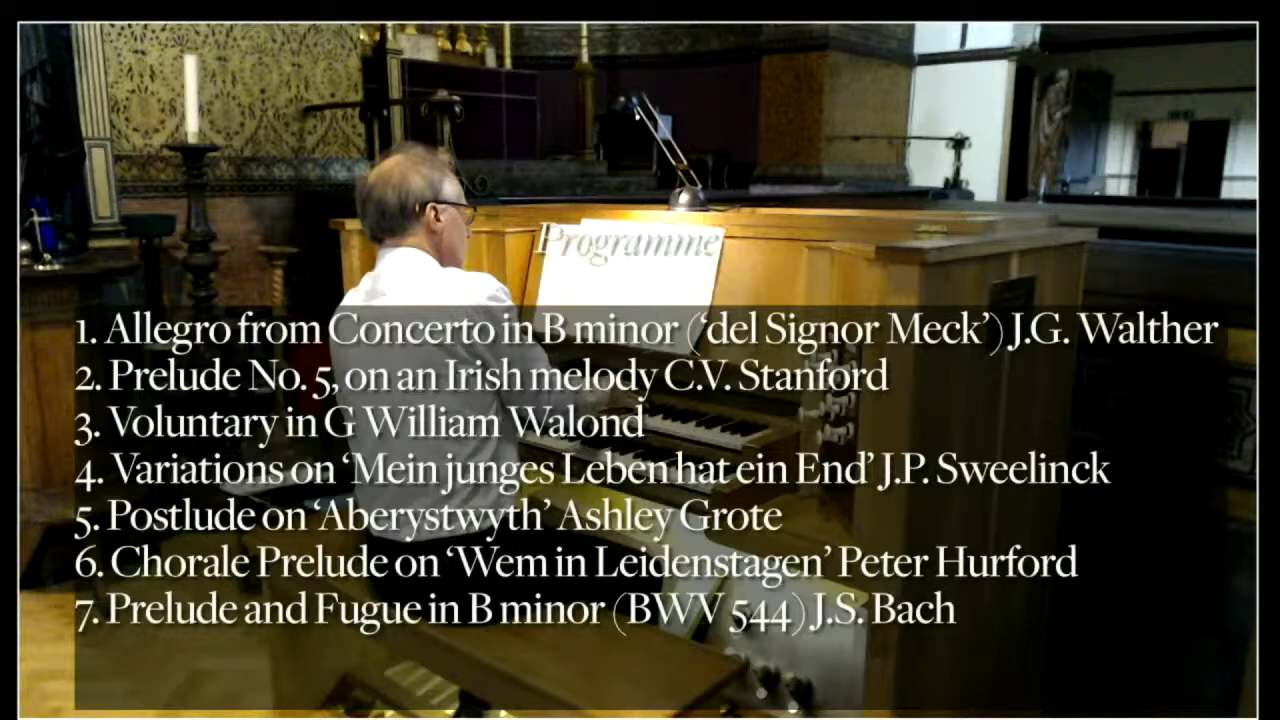 Programme
1. Allegro from Concerto in B minor (‘del Signor Meck’) J.G. Walther
2. Prelude No. 5, on an Irish melody C.V. Stanford
3. Voluntary in G William Walond
4. Variations on ‘Mein junges Leben hat ein End’ J.P. Sweelinck
5. Postlude on ‘Aberystwyth’ Ashley Grote
6. Chorale Prelude on ‘Wem in Leidenstagen’ Peter Hurford
7. Prelude and Fugue in B minor (BWV 544) J.S. Bach